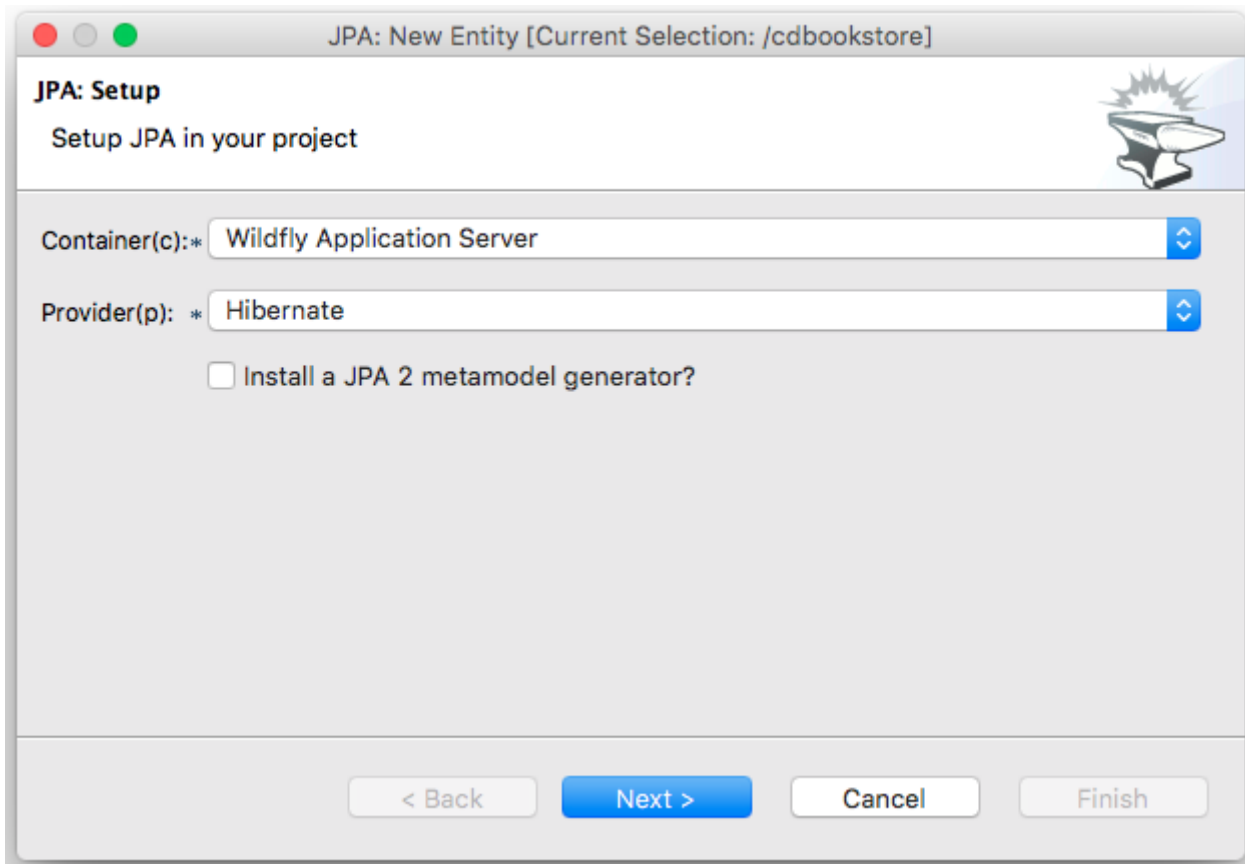 JPA: New Entity [Current Selection: /cdbookstore]
JPA: Setup
Setup JPA in your project
Container(c):* Wildfly Application Server
Provider(p): * Hibernate
Install a JPA 2 metamodel generator?
< Back Next > Cancel Finish